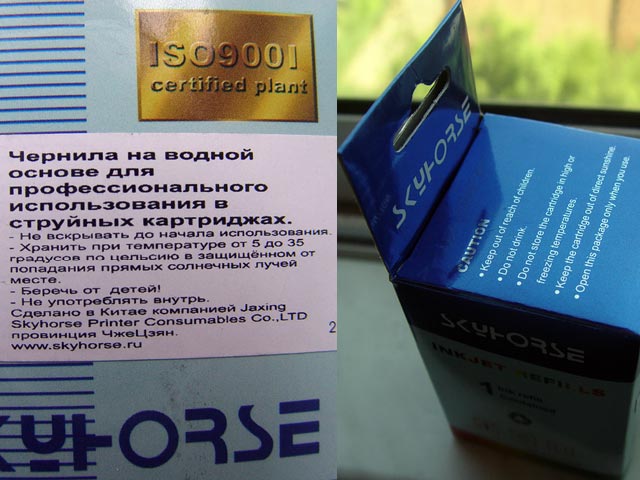 ISO9001
certified plant
Чернила на водной
основе для
профессионального
использования в
струйных картриджах.
- Не вскрывать до начала использования.
- Хранить при температуре от 5 до 35
градусов по цельсию в защищённом от
попадания прямых солнечных лучей
месте.
- Беречь от детей!
- Не употреблять внутрь.
Сделано в Китае компанией Jaxing
Skyhorse Printer Consumables Co.,LTD
провинция ЧжеЦзян.
www.skyhorse.ru
2
SKYHORSE
SKYHORSE
CAUTION
• Keep out of reach of children.
• Do not drink.
• Do not store the cartridge in high or
freezing temperatures.
• Keep the cartridge out of direct sunshine.
• Open this package only when you use.
SKYHORSE
INKJET REFILLS
1 Ink refill